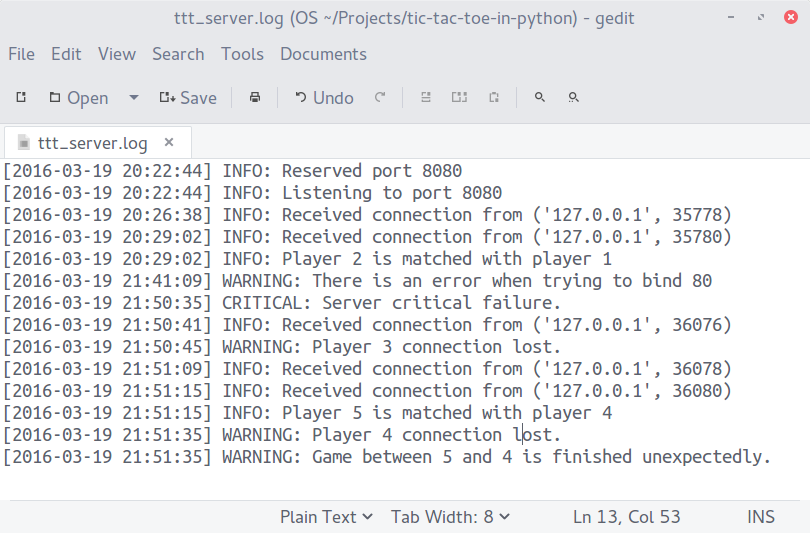 ttt_server.log (OS ~/Projects/tic-tac-toe-in-python) - gedit
File Edit View Search Tools Documents
Open Save Undo
ttt_server.log
[2016-03-19 20:22:44] INFO: Reserved port 8080
[2016-03-19 20:22:44] INFO: Listening to port 8080
[2016-03-19 20:26:38] INFO: Received connection from ('127.0.0.1', 35778)
[2016-03-19 20:29:02] INFO: Received connection from ('127.0.0.1', 35780)
[2016-03-19 20:29:02] INFO: Player 2 is matched with player 1
[2016-03-19 21:41:09] WARNING: There is an error when trying to bind 80
[2016-03-19 21:50:35] CRITICAL: Server critical failure.
[2016-03-19 21:50:41] INFO: Received connection from ('127.0.0.1', 36076)
[2016-03-19 21:50:45] WARNING: Player 3 connection lost.
[2016-03-19 21:51:09] INFO: Received connection from ('127.0.0.1', 36078)
[2016-03-19 21:51:15] INFO: Received connection from ('127.0.0.1', 36080)
[2016-03-19 21:51:15] INFO: Player 5 is matched with player 4
[2016-03-19 21:51:35] WARNING: Player 4 connection lost.
[2016-03-19 21:51:35] WARNING: Game between 5 and 4 is finished unexpectedly.
Plain Text Tab Width: 8 Ln 13, Col 53 INS